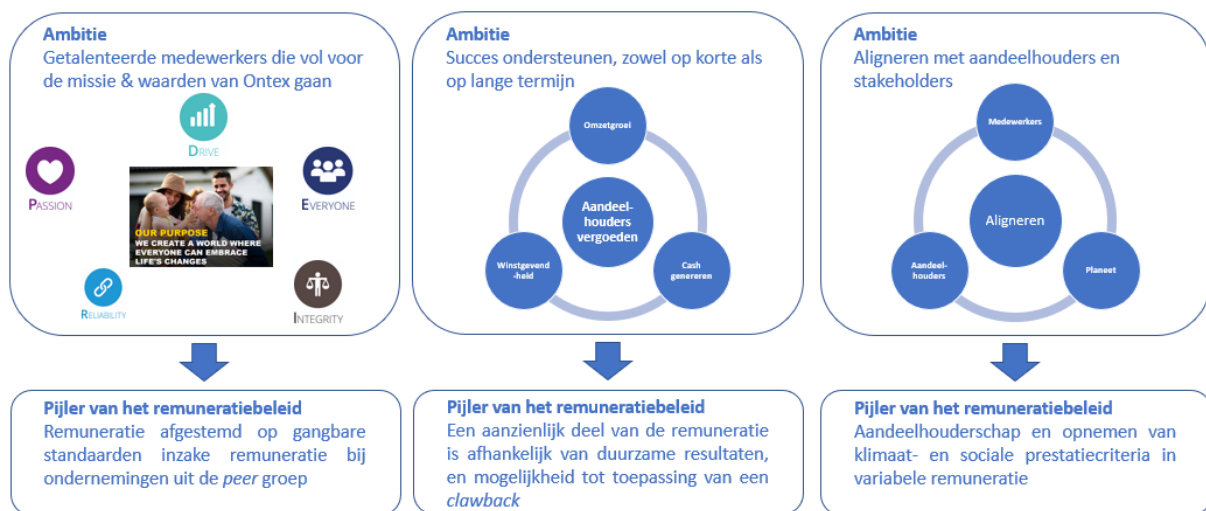 Ambitie
Getalenteerde medewerkers die vol voor
de missie & waarden van Ontex gaan
DRIVE
PASSION
EVERYONE
OUR PURPOSE
WE CREATE A WORLD WHERE
EVERYONE CAN EMBRACE
LIFE'S CHANGES
RELIABILITY
INTEGRITY
Pijler van het remuneratiebeleid
Remuneratie afgestemd op gangbare
standaarden inzake remuneratie bij
ondernemingen uit de peer groep
Ambitie
Succes ondersteunen, zowel op korte als
op lange termijn
Omzetgroei
Aandeel-
houders
vergoeden
Winstgevend
-heid
Cash
genereren
Pijler van het remuneratiebeleid
Een aanzienlijk deel van de remuneratie
is afhankelijk van duurzame resultaten,
en mogelijkheid tot toepassing van een
clawback
Ambitie
Aligneren met aandeelhouders en
stakeholders
Medewerkers
Aligneren
Aandeel-
houders
Planeet
Pijler van het remuneratiebeleid
Aandeelhouderschap en opnemen van
klimaat- en sociale prestatiecriteria in
variabele remuneratie